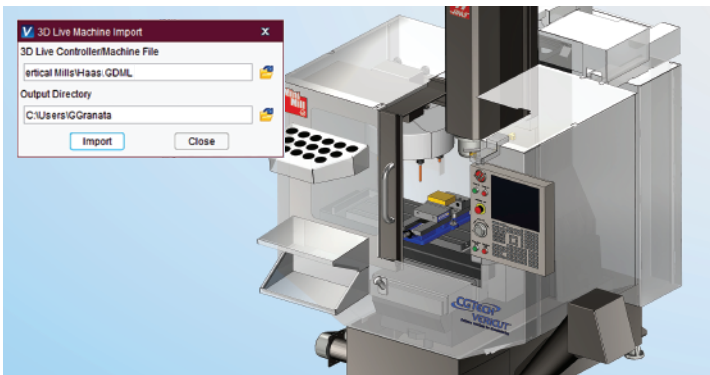 3D Live Machine Import
X
3D Live Controller/Machine File
ertical Mills\Haas\.GDML
Output Directory
C:\Users\GGranata
Import
Close
CGTECH
VERICUT